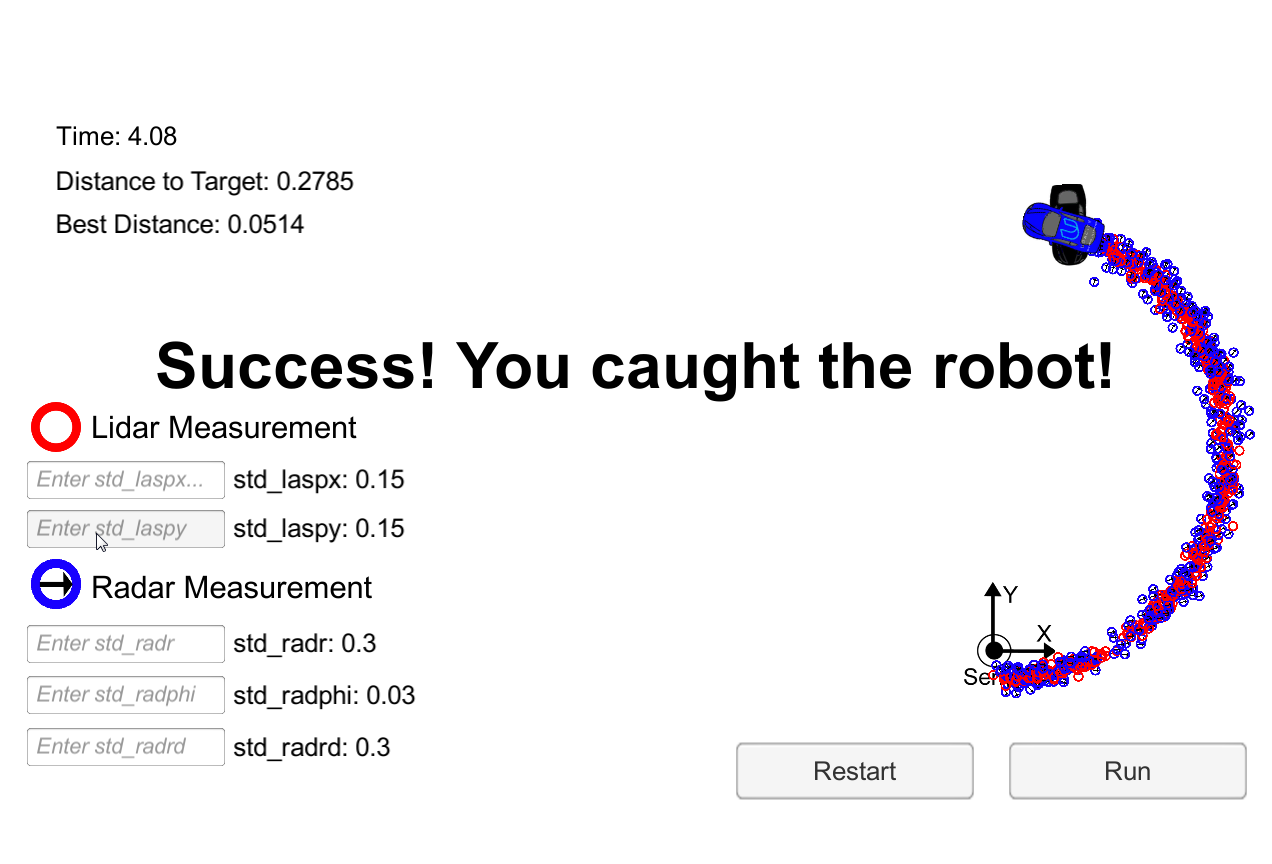 Time: 4.08
Distance to Target: 0.2785
Best Distance: 0.0514
Success! You caught the robot!
Lidar Measurement
Enter std_laspx... std_laspx: 0.15
Enter std_laspy std_laspy: 0.15
Radar Measurement
Enter std_radr std_radr: 0.3
Enter std_radphi std_radphi: 0.03
Enter std_radrd std_radrd: 0.3
Y
X
Restart
Run